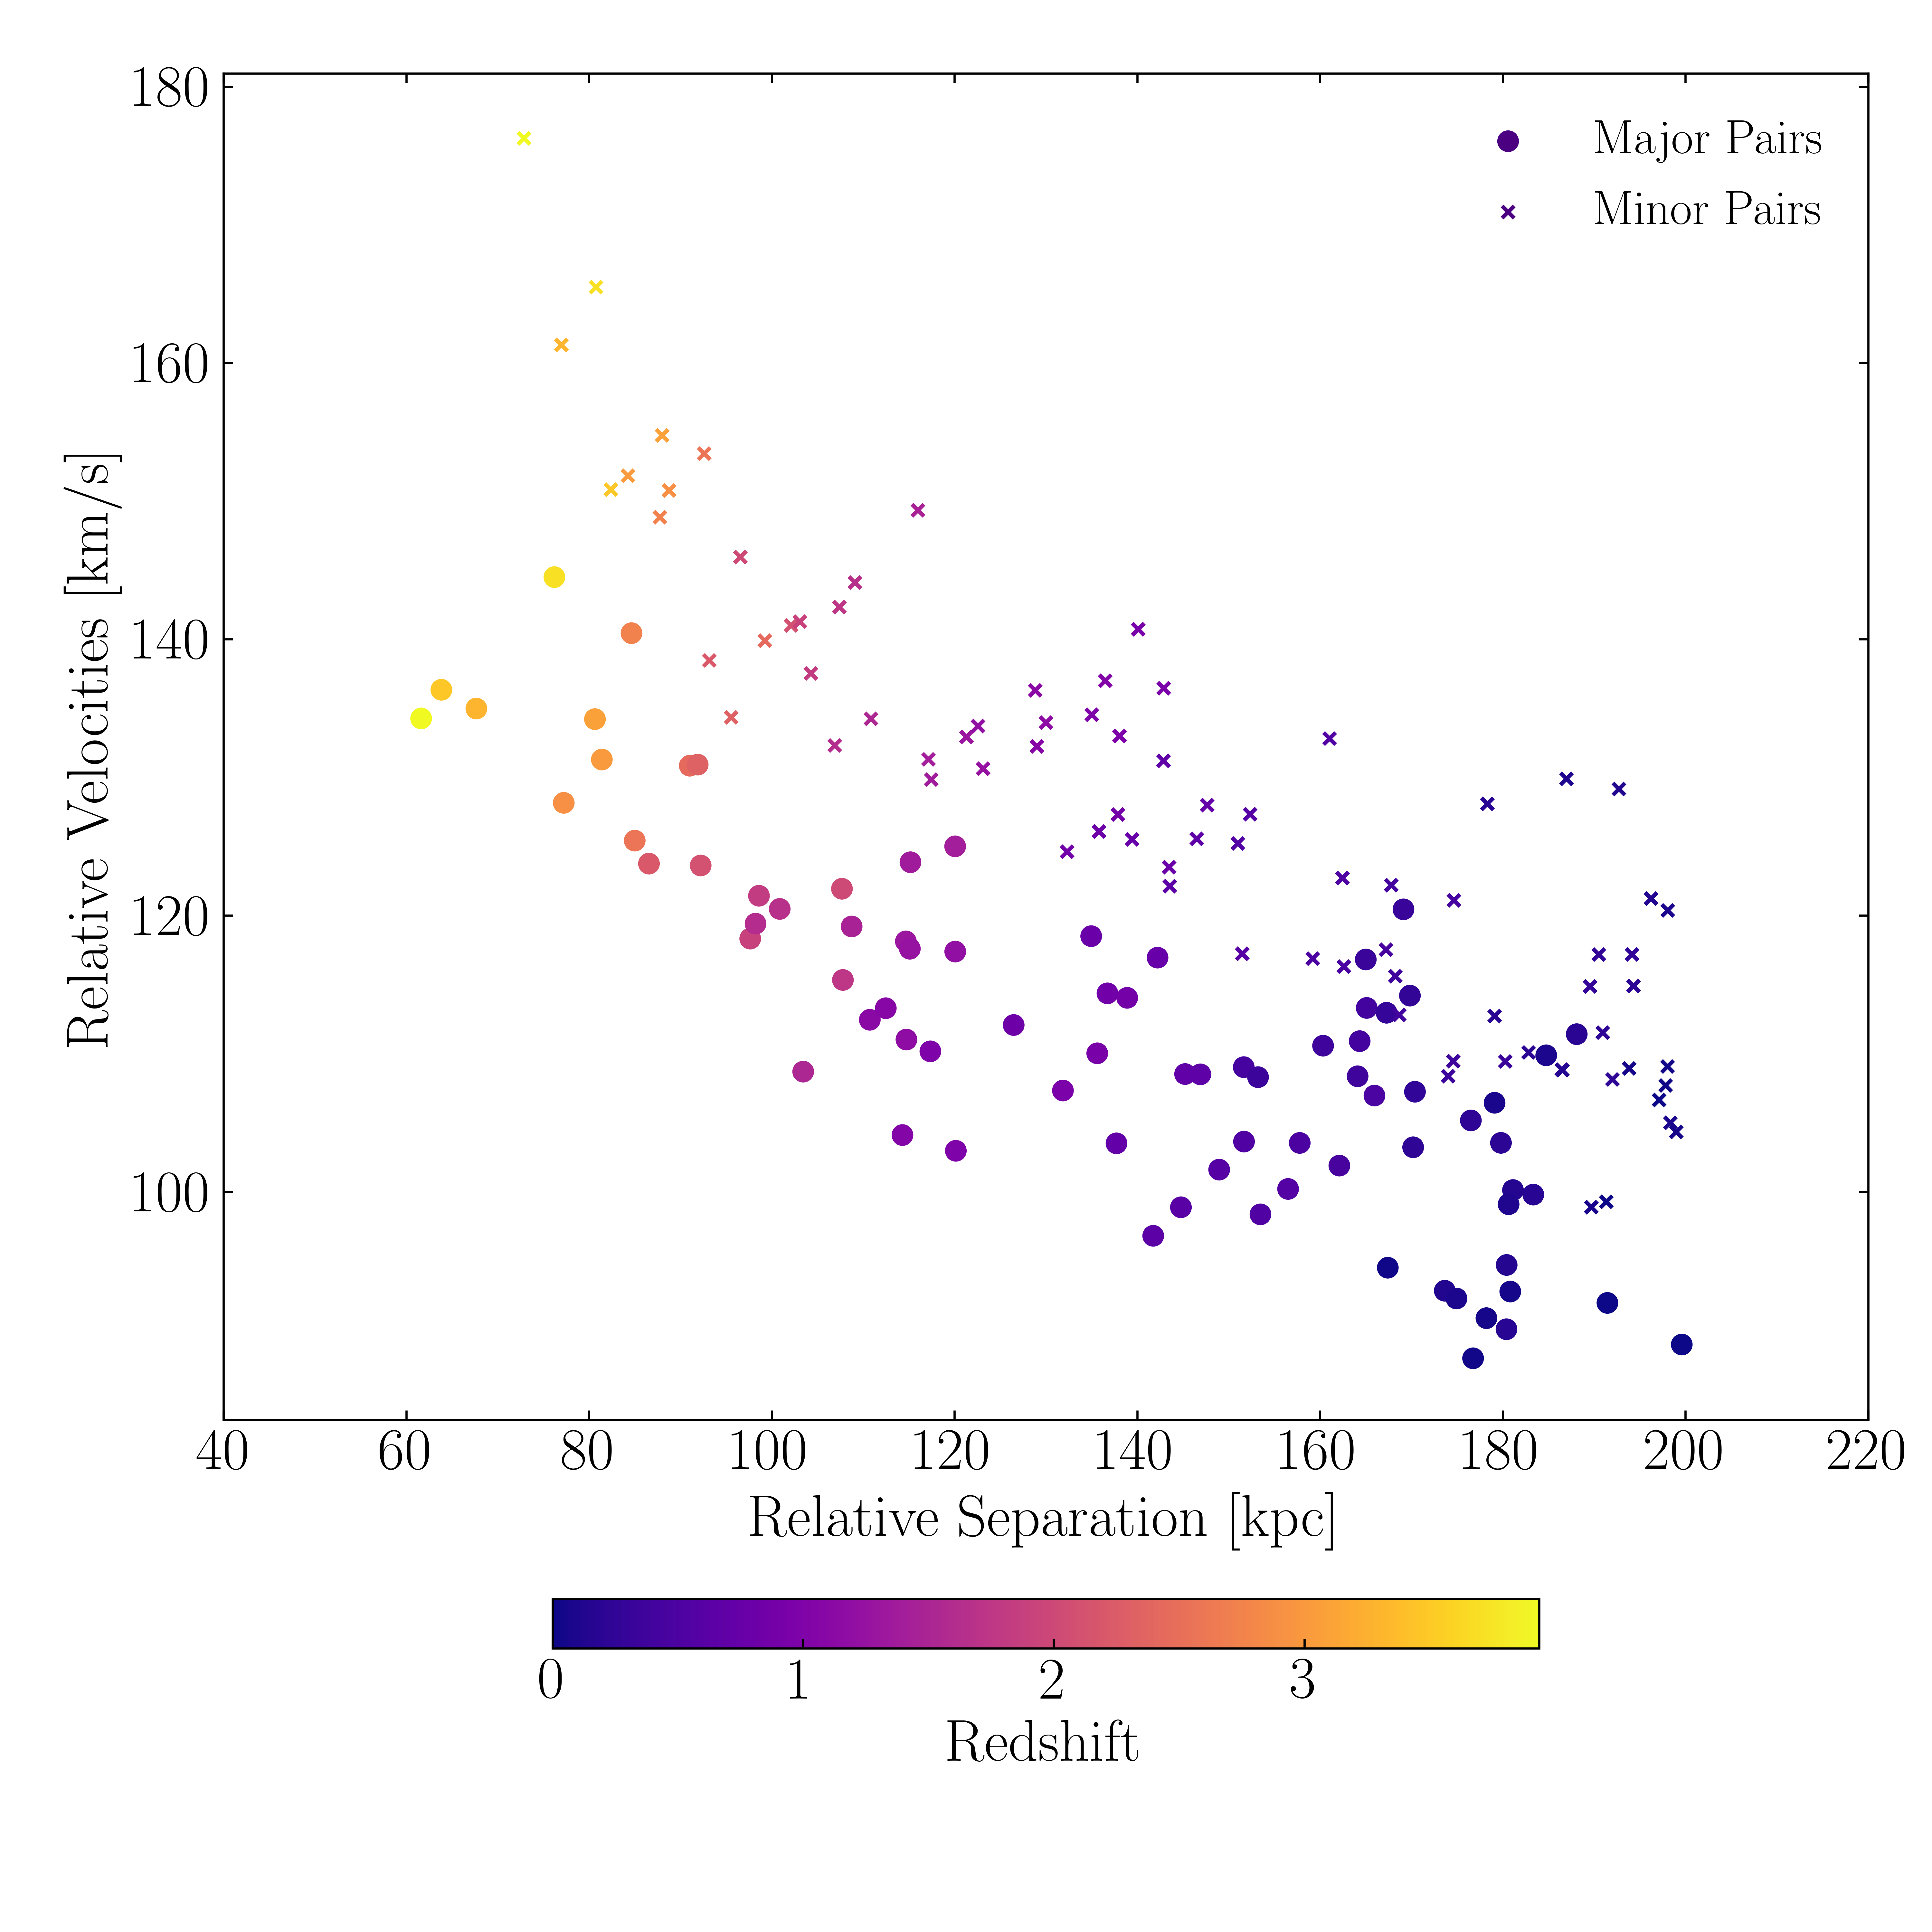 180
160
140
120
100
Relative Velocities [km/s]
Major Pairs
Minor Pairs
40 60 80 100 120 140 160 180 200 220
Relative Separation [kpc]
0 1 2 3
Redshift